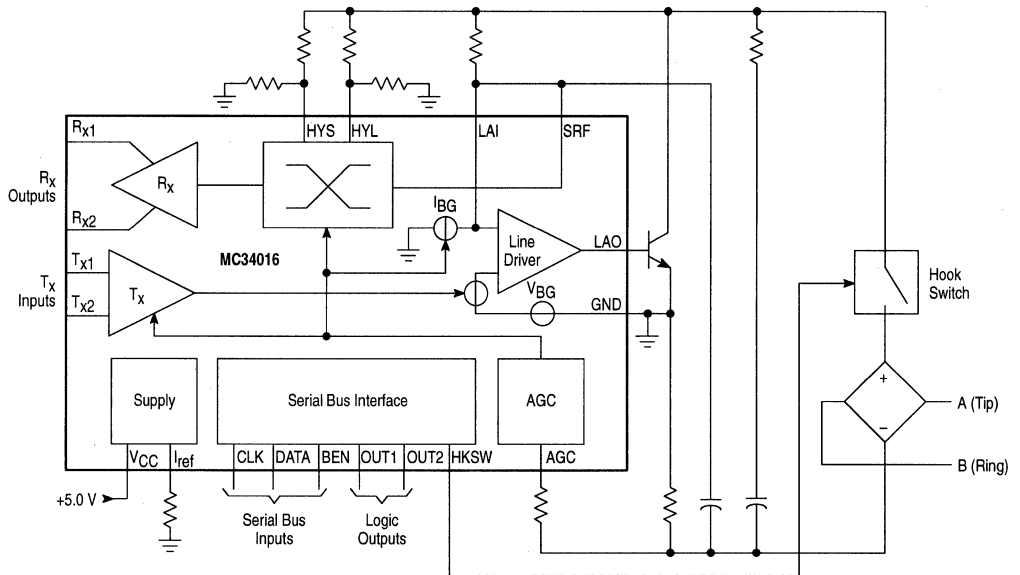 HYS
HYL
LAI
SRF
Rx1
Rx
Outputs
Rx
Rx2
IBG
Line
Driver
LAO
MC34016
Tx1
Tx
Inputs
Tx2
Tx
VBG
GND
Hook
Switch
Supply
Serial Bus Interface
AGC
+
−
A (Tip)
B (Ring)
VCC
Iref
CLK
DATA
BEN
OUT1
OUT2
HKSW
AGC
+5.0 V
Serial Bus
Inputs
Logic
Outputs